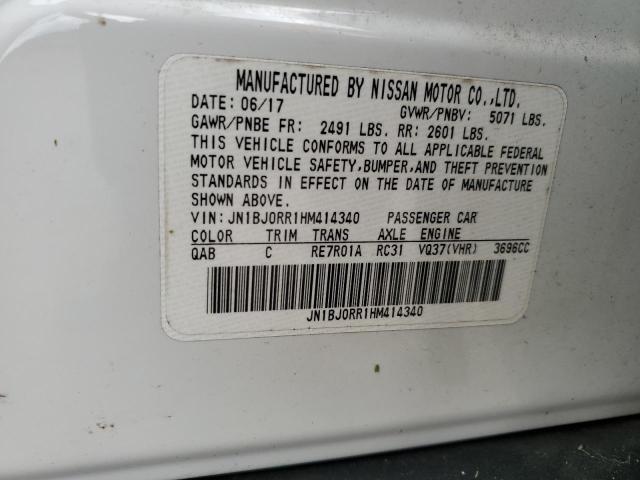 MANUFACTURED BY NISSAN MOTOR CO.,LTD.
DATE: 06/17 GVWR/PNBV: 5071 LBS.
GAWR/PNBE FR: 2491 LBS. RR: 2601 LBS.
THIS VEHICLE CONFORMS TO ALL APPLICABLE FEDERAL
MOTOR VEHICLE SAFETY,BUMPER,AND THEFT PREVENTION
STANDARDS IN EFFECT ON THE DATE OF MANUFACTURE
SHOWN ABOVE.
VIN:JN1BJ0RR1HM414340 PASSENGER CAR
COLOR TRIM TRANS AXLE ENGINE
QAB C RE7R01A RC31 VQ37(VHR) 3696CC
JN1BJ0RR1HM414340